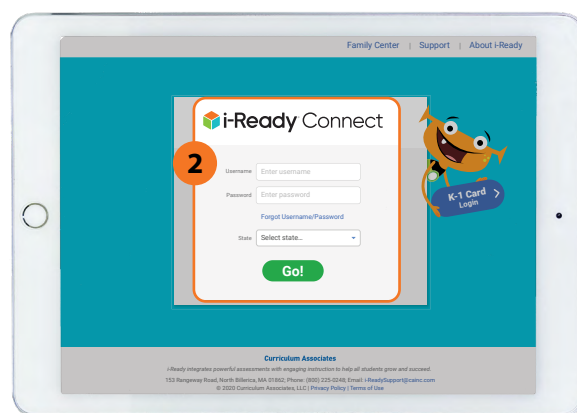 Family Center | Support | About i-Ready
i-Ready Connect
2
Username Enter username
Password Enter password
Forgot Username/Password
State Select state...
Go!
K-1 Card
Login
Curriculum Associates
i-Ready integrates powerful assessments with engaging instruction to help all students grow and succeed.
153 Rangeway Road, North Billerica, MA 01862, Phone: (800) 225-0248; Email: i-ReadySupport@cainc.com
© 2020 Curriculum Associates, LLC | Privacy Policy | Terms of Use